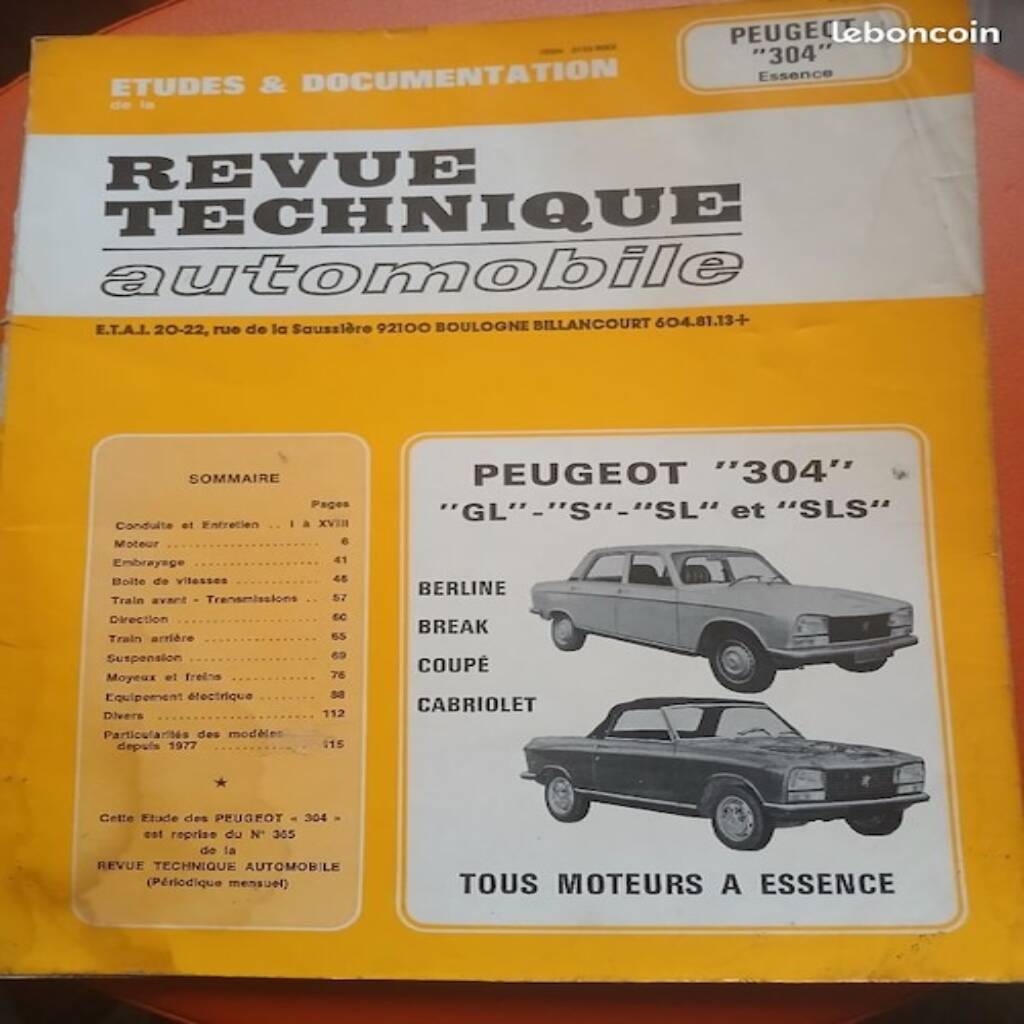 leboncoin
PEUGEOT
"304"
Essence
ETUDES & DOCUMENTATION
de la
REVUE
TECHNIQUE
automobile
E.T.A.I. 20-22, rue de la Saussière 92100 BOULOGNE BILLANCOURT 604.81.13+
SOMMAIRE
Pages
Conduite et Entretien .. I à XVIII
Moteur ........................ 6
Embrayage ................... 41
Boîte de vitesses ............. 45
Train avant - Transmissions .. 57
Direction ..................... 60
Train arrière ................. 65
Suspension ................... 69
Moyeux et freins ............. 76
Equipement électrique ........ 88
Divers ....................... 112
Particularités des modèles
depuis 1977 ............... 115
★
Cette Etude des PEUGEOT « 304 »
est reprise du N° 365
de la
REVUE TECHNIQUE AUTOMOBILE
(Périodique mensuel)
PEUGEOT "304"
"GL"-"S"-"SL" et "SLS"
BERLINE
BREAK
COUPÉ
CABRIOLET
TOUS MOTEURS A ESSENCE